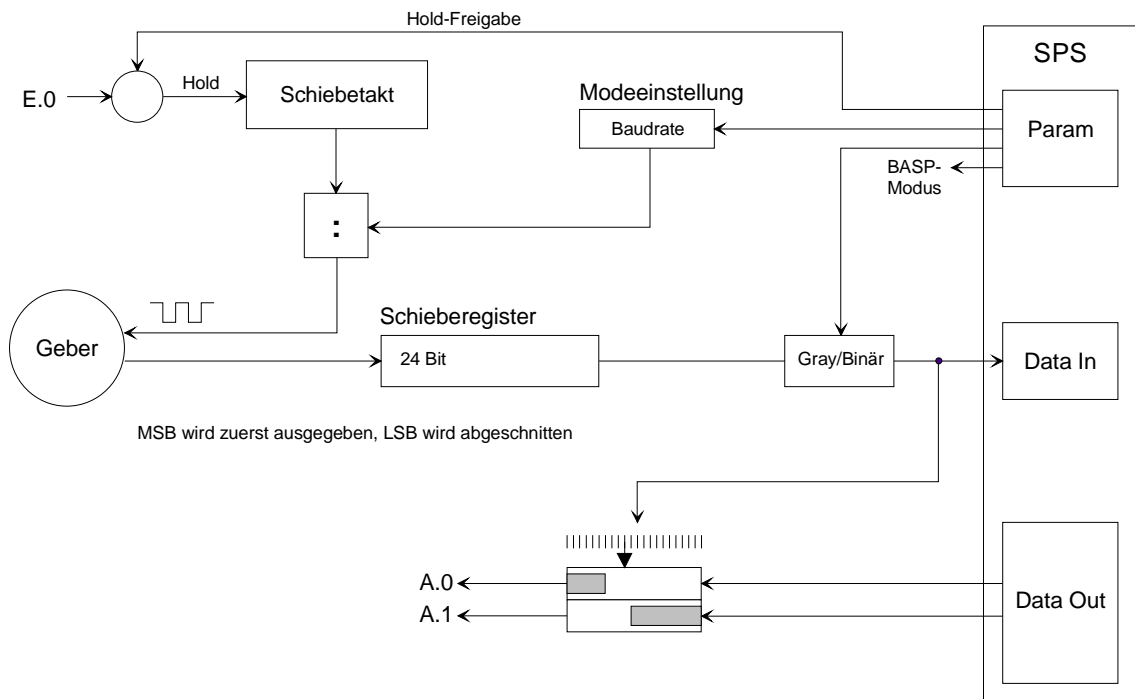 Hold-Freigabe
SPS
E.0
Hold
Schiebetakt
Modeeinstellung
Baudrate
Param
BASP-
Modus
:
Geber
Schieberegister
24 Bit
Gray/Binär
Data In
MSB wird zuerst ausgegeben, LSB wird abgeschnitten
A.0
A.1
Data Out